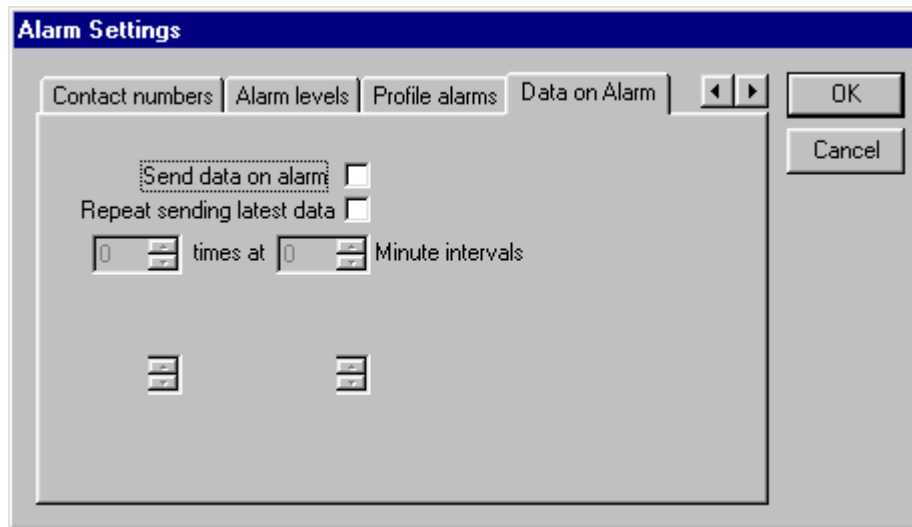 Alarm Settings
Contact numbers Alarm levels Profile alarms Data on Alarm
OK
Cancel
Send data on alarm
Repeat sending latest data
0 times at 0 Minute intervals